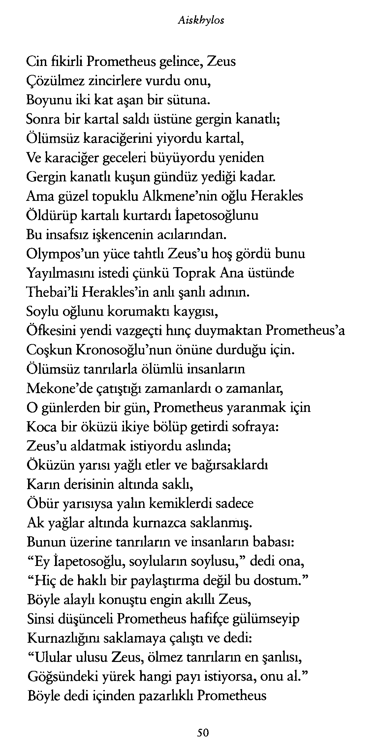 Aiskhylos
Cin fikirli Prometheus gelince, Zeus
Çözülmez zincirlere vurdu onu,
Boyunu iki kat aşan bir sütuna.
Sonra bir kartal saldı üstüne gergin kanatlı;
Ölümsüz karaciğerini yiyordu kartal,
Ve karaciğer geceleri büyüyordu yeniden
Gergin kanatlı kuşun gündüz yediği kadar.
Ama güzel topuklu Alkmene'nin oğlu Herakles
Öldürüp kartalı kurtardı İapetosoğlunu
Bu insafsız işkencenin acılarından.
Olympos'un yüce tahtlı Zeus'u hoş gördü bunu
Yayılmasını istedi çünkü Toprak Ana üstünde
Thebai'li Herakles'in anlı şanlı adının.
Soylu oğlunu korumaktı kaygısı,
Öfkesini yendi vazgeçti hınç duymaktan Prometheus'a
Coşkun Kronosoğlu'nun önüne durduğu için.
Ölümsüz tanrılarla ölümlü insanların
Mekone'de çatıştığı zamanlardı o zamanlar,
O günlerden bir gün, Prometheus yaranmak için
Koca bir öküzü ikiye bölüp getirdi sofraya:
Zeus'u aldatmak istiyordu aslında;
Öküzün yarısı yağlı etler ve bağırsaklardı
Karın derisinin altında saklı,
Öbür yarısıysa yalın kemiklerdi sadece
Ak yağlar altında kurnazca saklanmış.
Bunun üzerine tanrıların ve insanların babası:
“Ey İapetosoğlu, soyluların soylusu,” dedi ona,
“Hiç de haklı bir paylaştırma değil bu dostum.”
Böyle alaylı konuştu engin akıllı Zeus,
Sinsi düşünceli Prometheus hafifçe gülümseyip
Kurnazlığını saklamaya çalıştı ve dedi:
“Ulular ulusu Zeus, ölmez tanrıların en şanlısı,
Göğsündeki yürek hangi payı istiyorsa, onu al.”
Böyle dedi içinden pazarlıklı Prometheus
50